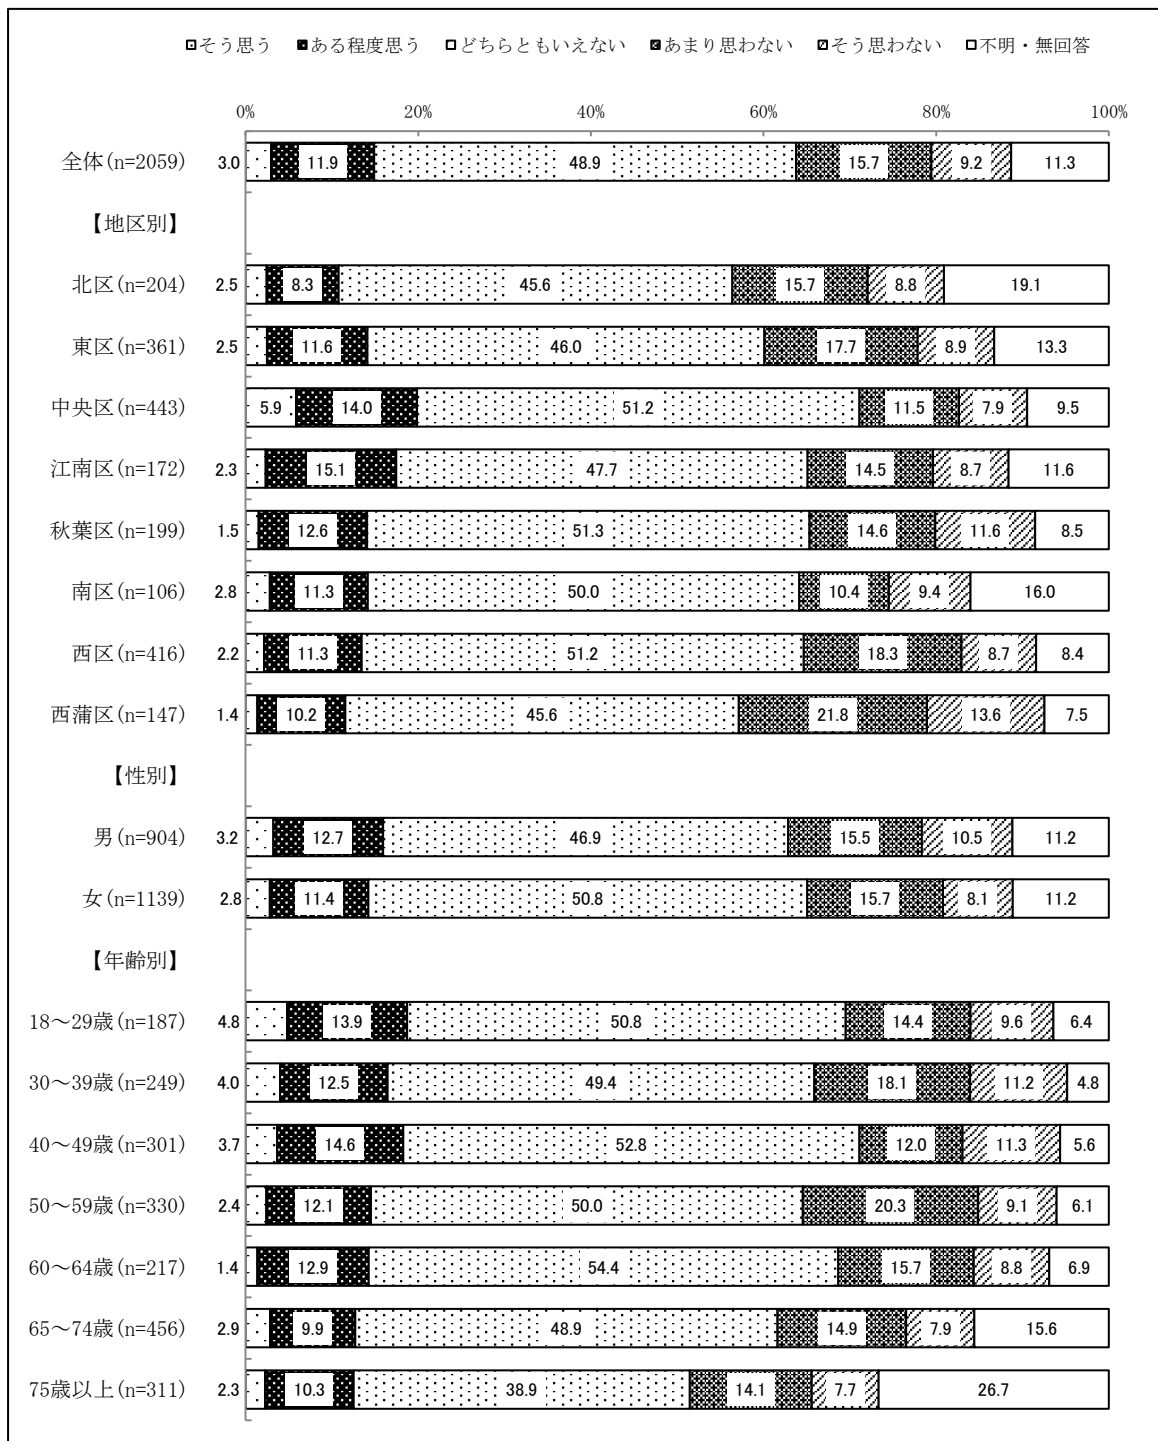 そう思う ある程度思う どちらともいえない あまり思わない そう思わない 不明・無回答
0% 20% 40% 60% 80% 100%
全体(n=2059) 3.0 11.9 48.9 15.7 9.2 11.3
【地区別】
北区(n=204) 2.5 8.3 45.6 15.7 8.8 19.1
東区(n=361) 2.5 11.6 46.0 17.7 8.9 13.3
中央区(n=443) 5.9 14.0 51.2 11.5 7.9 9.5
江南区(n=172) 2.3 15.1 47.7 14.5 8.7 11.6
秋葉区(n=199) 1.5 12.6 51.3 14.6 11.6 8.5
南区(n=106) 2.8 11.3 50.0 10.4 9.4 16.0
西区(n=416) 2.2 11.3 51.2 18.3 8.7 8.4
西蒲区(n=147) 1.4 10.2 45.6 21.8 13.6 7.5
【性別】
男(n=904) 3.2 12.7 46.9 15.5 10.5 11.2
女(n=1139) 2.8 11.4 50.8 15.7 8.1 11.2
【年齢別】
18～29歳(n=187) 4.8 13.9 50.8 14.4 9.6 6.4
30～39歳(n=249) 4.0 12.5 49.4 18.1 11.2 4.8
40～49歳(n=301) 3.7 14.6 52.8 12.0 11.3 5.6
50～59歳(n=330) 2.4 12.1 50.0 20.3 9.1 6.1
60～64歳(n=217) 1.4 12.9 54.4 15.7 8.8 6.9
65～74歳(n=456) 2.9 9.9 48.9 14.9 7.9 15.6
75歳以上(n=311) 2.3 10.3 38.9 14.1 7.7 26.7